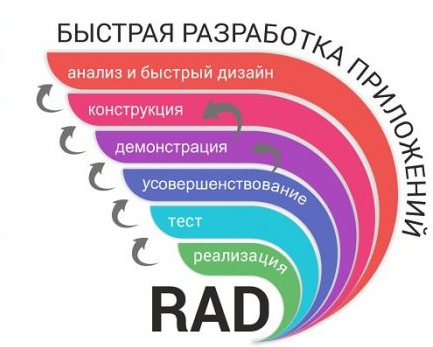 БЫСТРАЯ РАЗРАБОТКА ПРИЛОЖЕНИЙ
анализ и быстрый дизайн
конструкция
демонстрация
усовершенствование
тест
реализация
RAD